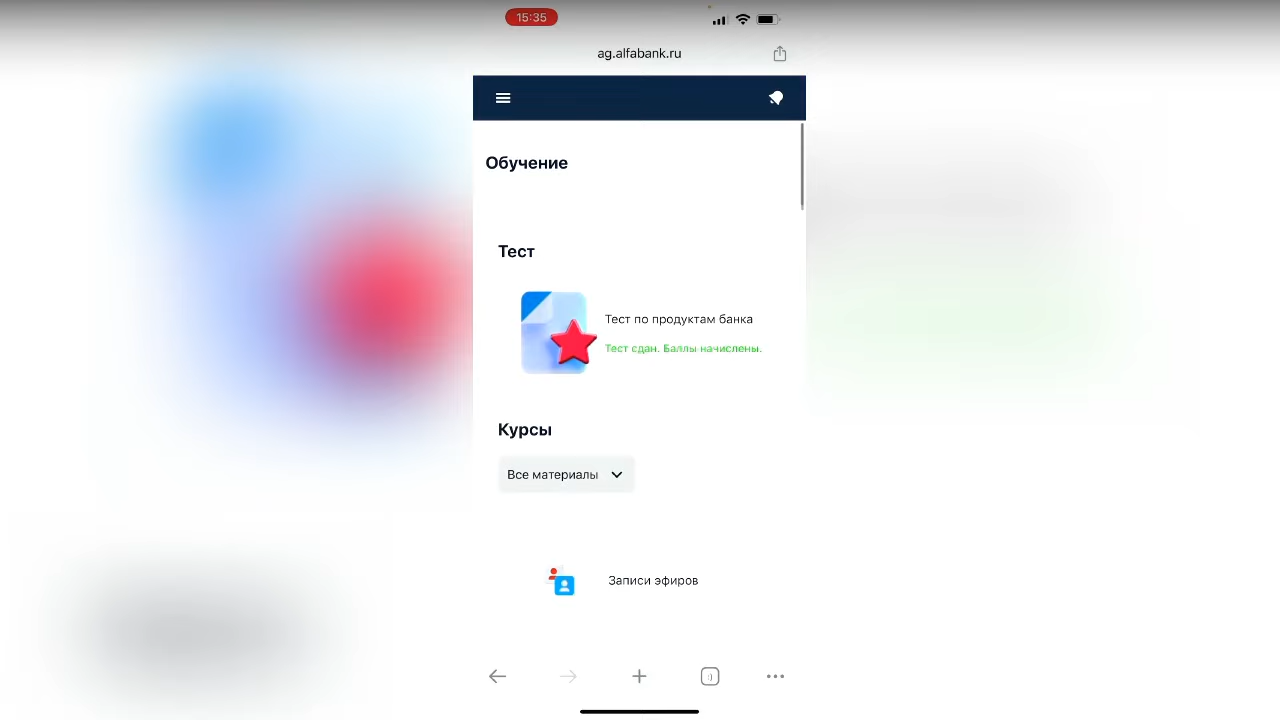 15:35
ag.alfabank.ru
Обучение
Тест
Тест по продуктам банка
Тест сдан. Баллы начислены.
Курсы
Все материалы
Записи эфиров
:)